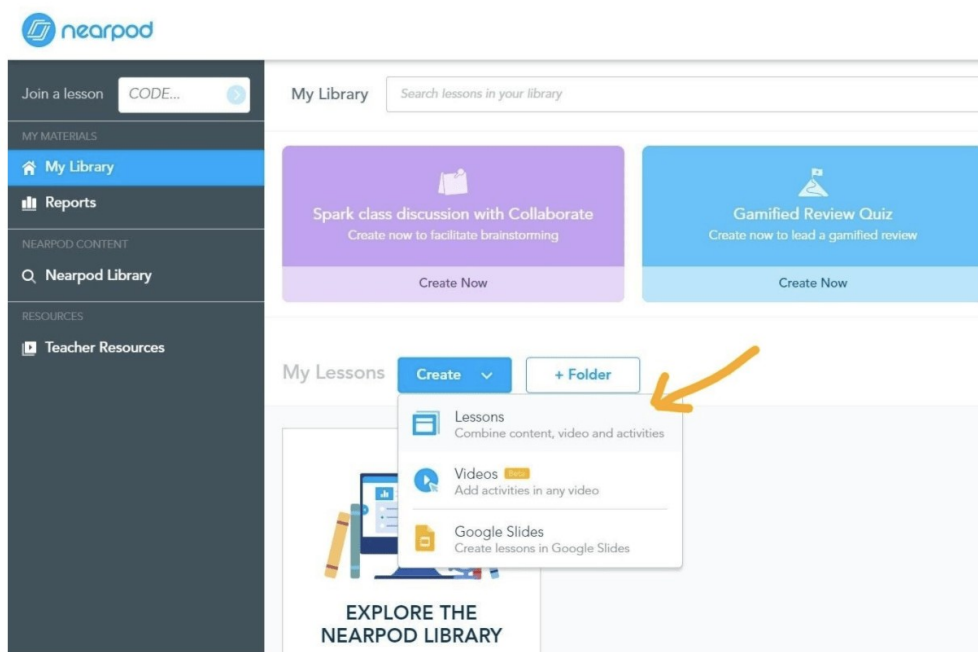 nearpod
Join a lesson CODE...
MY MATERIALS
My Library
Reports
NEARPOD CONTENT
Nearpod Library
RESOURCES
Teacher Resources
My Library Search lessons in your library
Spark class discussion with Collaborate
Create now to facilitate brainstorming
Create Now
Gamified Review Quiz
Create now to lead a gamified review
Create Now
My Lessons Create + Folder
Lessons
Combine content, video and activities
Videos Beta
Add activities in any video
Google Slides
Create lessons in Google Slides
EXPLORE THE
NEARPOD LIBRARY